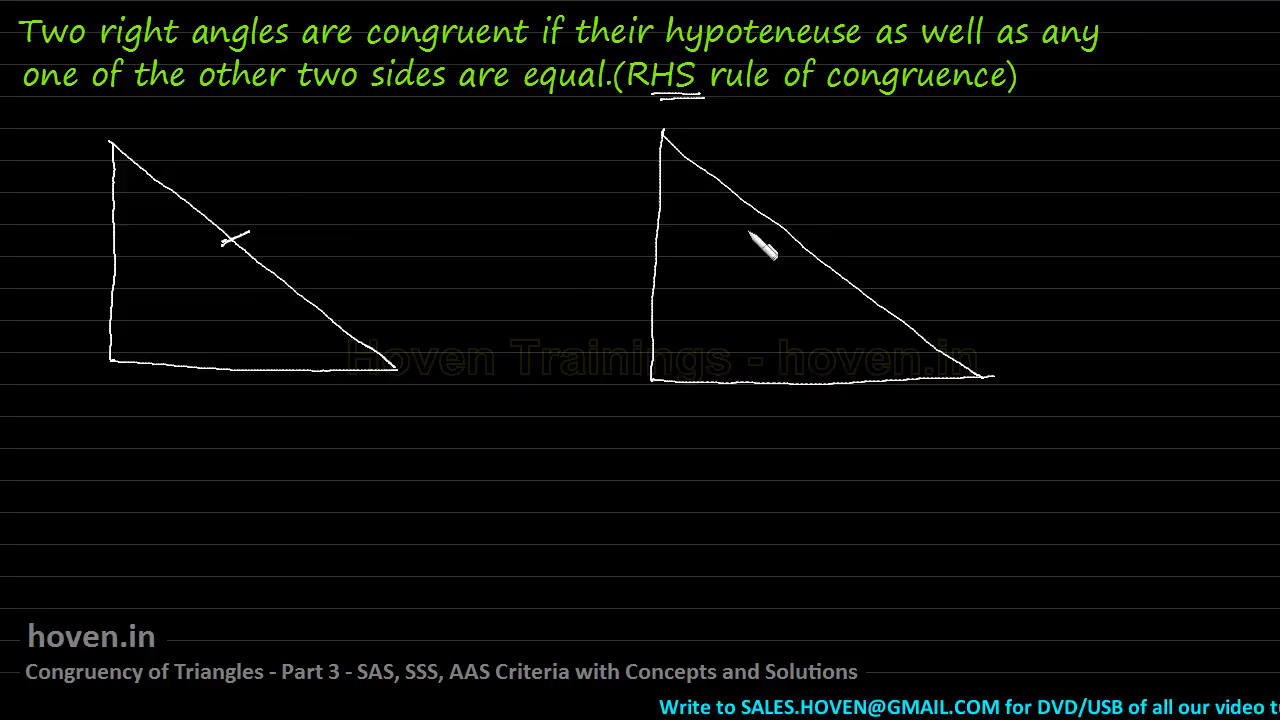 Two right angles are congruent if their hypoteneuse as well as any
one of the other two sides are equal.(RHS rule of congruence)
Hoven Trainings - hoven.in
hoven.in
Congruency of Triangles - Part 3 - SAS, SSS, AAS Criteria with Concepts and Solutions
Write to SALES.HOVEN@GMAIL.COM for DVD/USB of all our video t